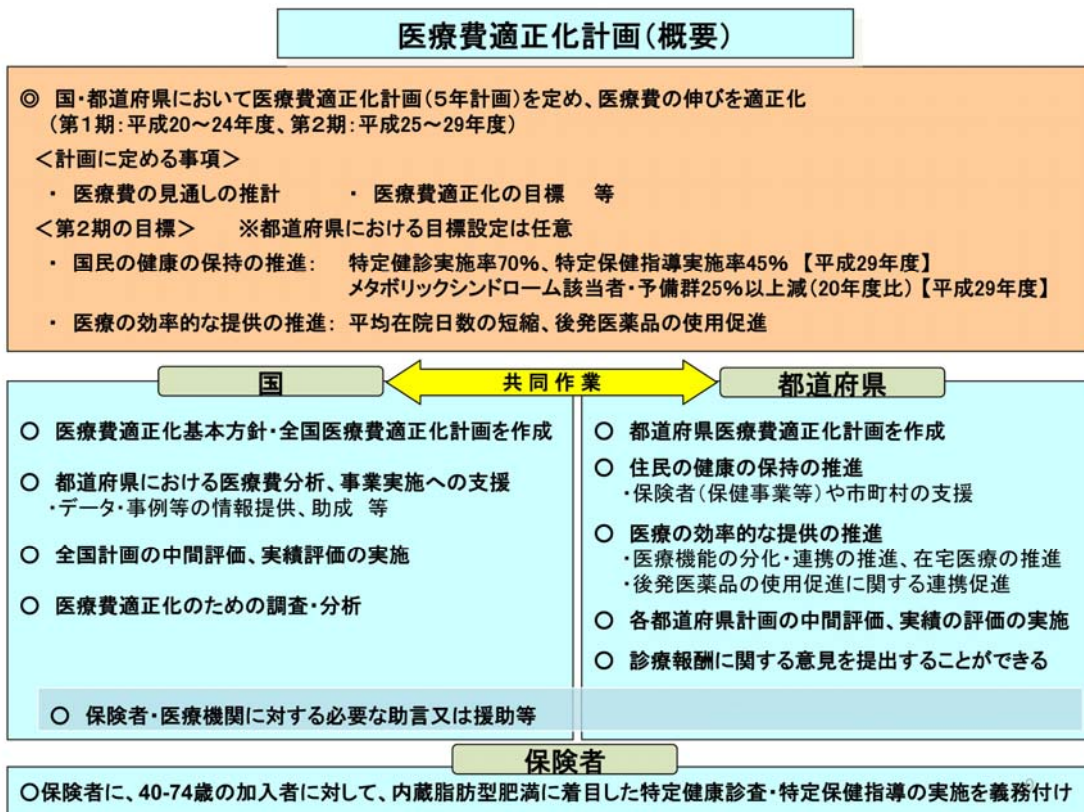 医療費適正化計画(概要)
◎ 国・都道府県において医療費適正化計画(5年計画)を定め、医療費の伸びを適正化
(第1期:平成20～24年度、第2期:平成25～29年度)
＜計画に定める事項＞
・ 医療費の見通しの推計 ・ 医療費適正化の目標 等
＜第2期の目標＞ ※都道府県における目標設定は任意
・ 国民の健康の保持の推進: 特定健診実施率70%、特定保健指導実施率45% 【平成29年度】
メタボリックシンドローム該当者・予備群25%以上減(20年度比)【平成29年度】
・ 医療の効率的な提供の推進: 平均在院日数の短縮、後発医薬品の使用促進
国
共同作業
都道府県
○ 医療費適正化基本方針・全国医療費適正化計画を作成
○ 都道府県における医療費分析、事業実施への支援
・データ・事例等の情報提供、助成 等
○ 全国計画の中間評価、実績評価の実施
○ 医療費適正化のための調査・分析
○ 都道府県医療費適正化計画を作成
○ 住民の健康の保持の推進
・保険者(保健事業等)や市町村の支援
○ 医療の効率的な提供の推進
・医療機能の分化・連携の推進、在宅医療の推進
・後発医薬品の使用促進に関する連携促進
○ 各都道府県計画の中間評価、実績の評価の実施
○ 診療報酬に関する意見を提出することができる
○ 保険者・医療機関に対する必要な助言又は援助等
保険者
○保険者に、40-74歳の加入者に対して、内蔵脂肪型肥満に着目した特定健康診査・特定保健指導の実施を義務付け